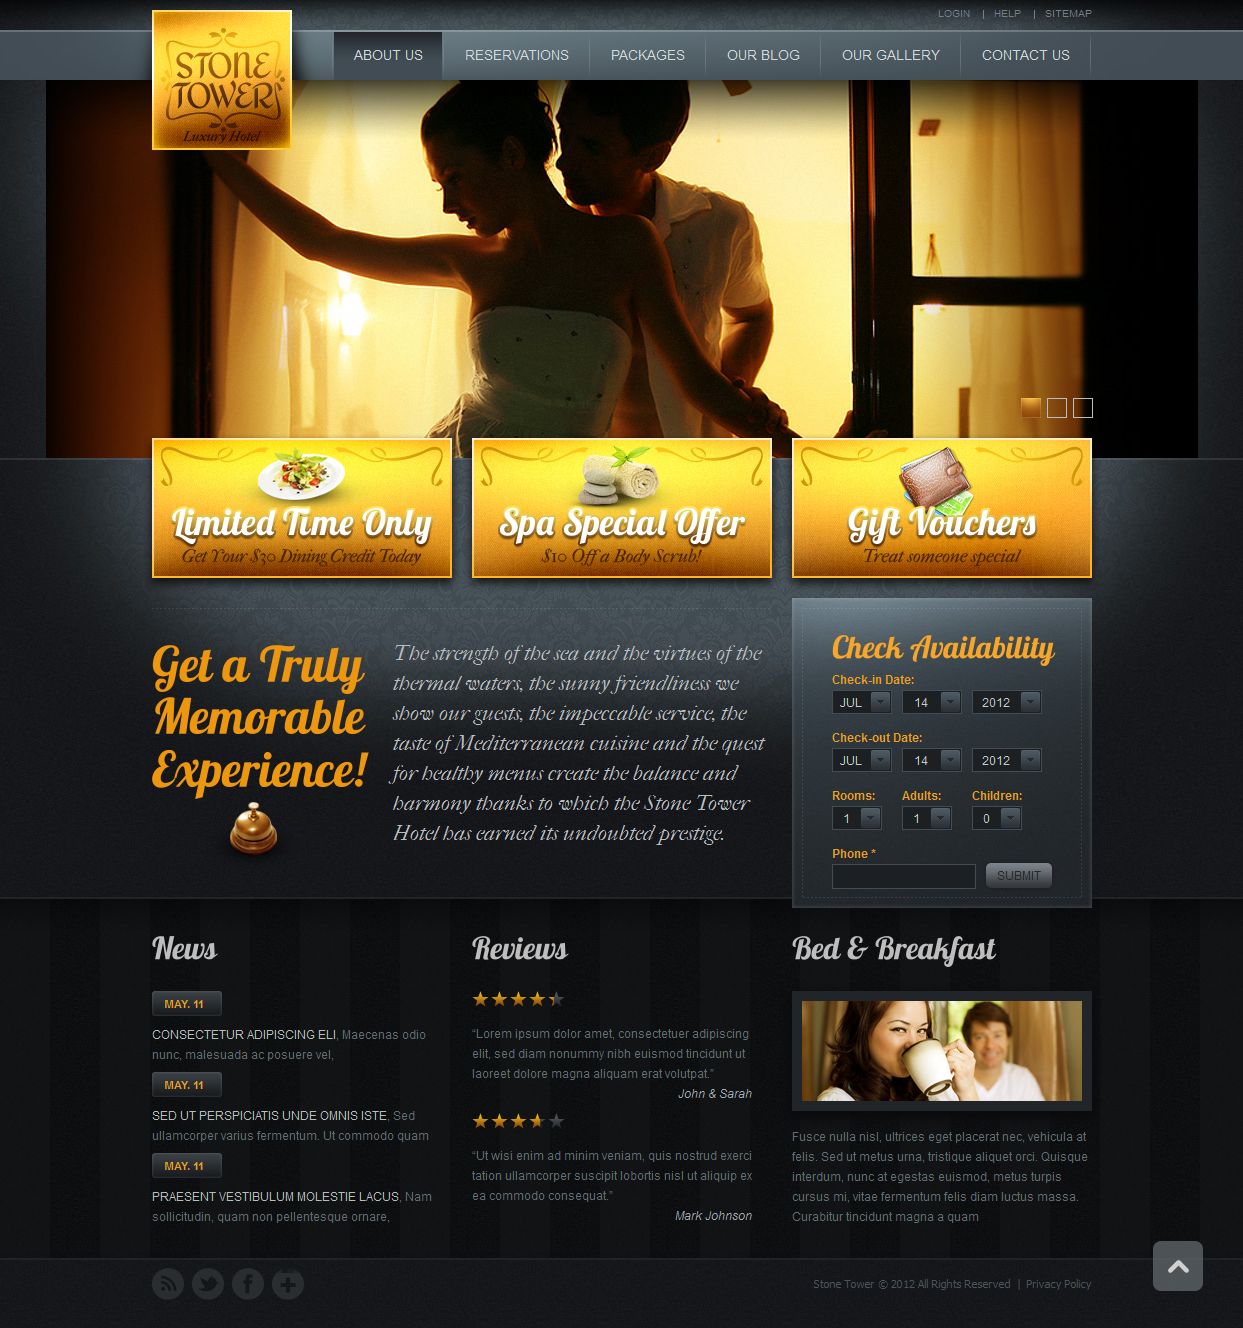 LOGIN | HELP | SITEMAP
STONE
TOWER
Luxury Hotel
ABOUT US
RESERVATIONS
PACKAGES
OUR BLOG
OUR GALLERY
CONTACT US
Limited Time Only
Get Your $30 Dining Credit Today
Spa Special Offer
$10 Off a Body Scrub!
Gift Vouchers
Treat someone special
Get a Truly
Memorable
Experience!
The strength of the sea and the virtues of the
thermal waters, the sunny friendliness we
show our guests, the impeccable service, the
taste of Mediterranean cuisine and the quest
for healthy menus create the balance and
harmony thanks to which the Stone Tower
Hotel has earned its undoubted prestige.
Check Availability
Check-in Date:
JUL 14 2012
Check-out Date:
JUL 14 2012
Rooms: Adults: Children:
1 1 0
Phone *
SUBMIT
News
MAY. 11
CONSECTETUR ADIPISCING ELI, Maecenas odio
nunc, malesuada ac posuere vel,
MAY. 11
SED UT PERSPICIATIS UNDE OMNIS ISTE, Sed
ullamcorper varius fermentum. Ut commodo quam
MAY. 11
PRAESENT VESTIBULUM MOLESTIE LACUS, Nam
sollicitudin, quam non pellentesque ornare,
Reviews
“Lorem ipsum dolor amet, consectetuer adipiscing
elit, sed diam nonummy nibh euismod tincidunt ut
laoreet dolore magna aliquam erat volutpat.”
John & Sarah
“Ut wisi enim ad minim veniam, quis nostrud exerci
tation ullamcorper suscipit lobortis nisl ut aliquip ex
ea commodo consequat.”
Mark Johnson
Bed & Breakfast
Fusce nulla nisl, ultrices eget placerat nec, vehicula at
felis. Sed ut metus urna, tristique aliquet orci. Quisque
interdum, nunc at egestas euismod, metus turpis
cursus mi, vitae fermentum felis diam luctus massa.
Curabitur tincidunt magna a quam
Stone Tower © 2012 All Rights Reserved | Privacy Policy